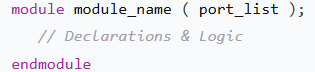 module module_name ( port_list );
// Declarations & Logic
endmodule